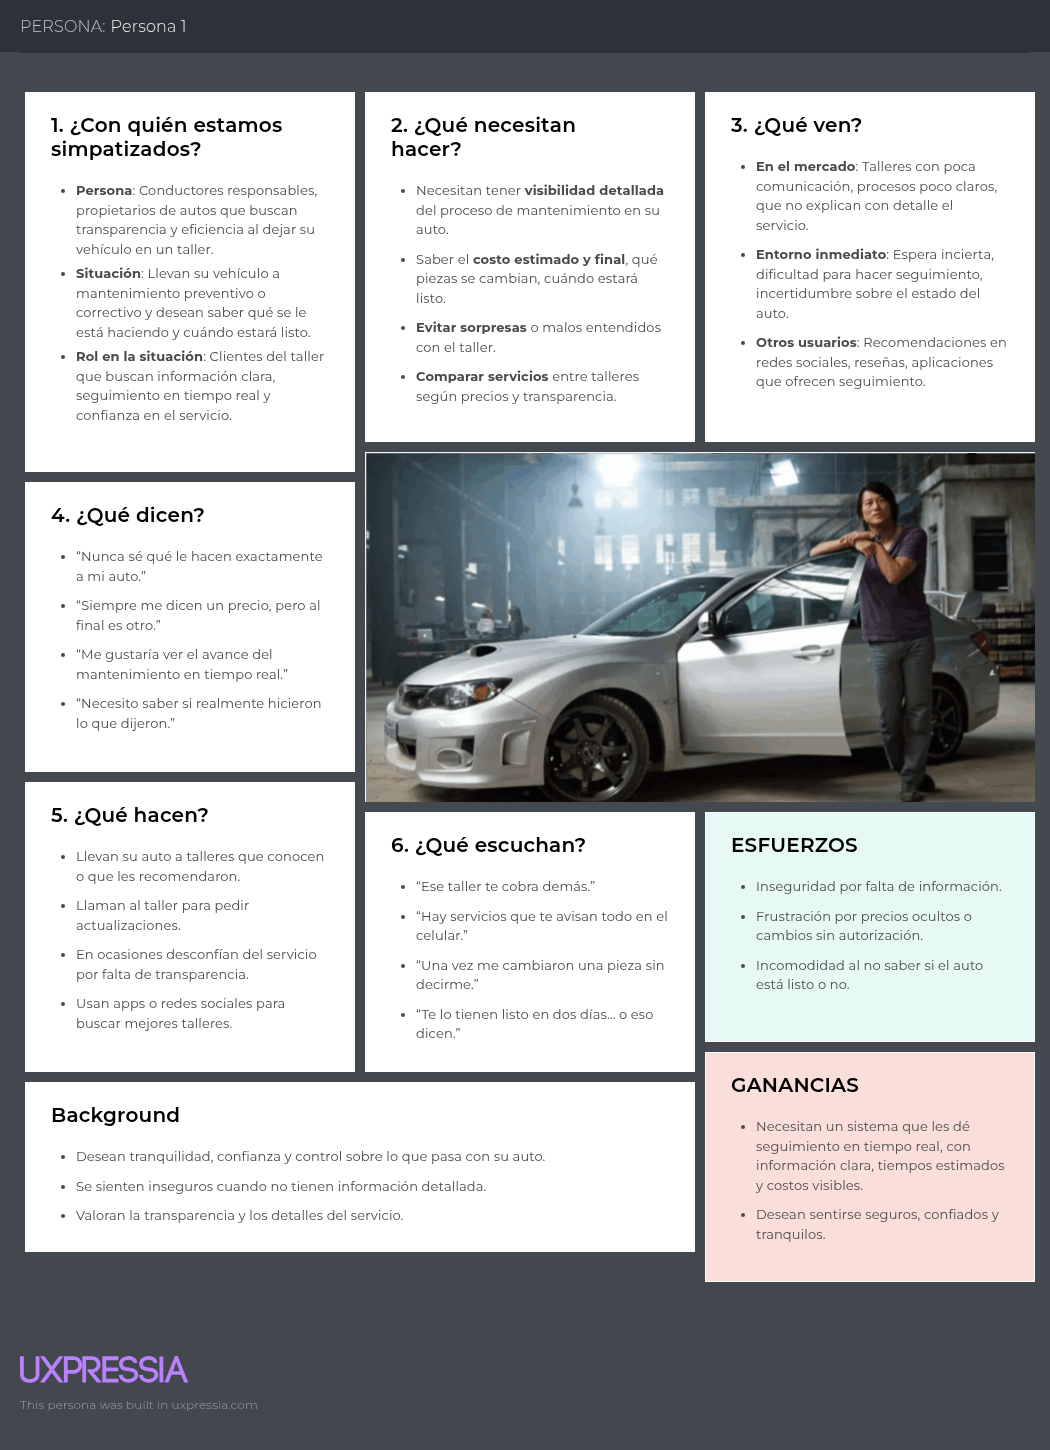 PERSONA: Persona 1
1. ¿Con quién estamos
simpatizados?
• Persona: Conductores responsables,
propietarios de autos que buscan
transparencia y eficiencia al dejar su
vehículo en un taller.
• Situación: Llevan su vehículo a
mantenimiento preventivo o
correctivo y desean saber qué se le
está haciendo y cuándo estará listo.
• Rol en la situación: Clientes del taller
que buscan información clara,
seguimiento en tiempo real y
confianza en el servicio.
2. ¿Qué necesitan
hacer?
• Necesitan tener visibilidad detallada
del proceso de mantenimiento en su
auto.
• Saber el costo estimado y final, qué
piezas se cambian, cuándo estará
listo.
• Evitar sorpresas o malos entendidos
con el taller.
• Comparar servicios entre talleres
según precios y transparencia.
3. ¿Qué ven?
• En el mercado: Talleres con poca
comunicación, procesos poco claros,
que no explican con detalle el
servicio.
• Entorno inmediato: Espera incierta,
dificultad para hacer seguimiento,
incertidumbre sobre el estado del
auto.
• Otros usuarios: Recomendaciones en
redes sociales, reseñas, aplicaciones
que ofrecen seguimiento.
4. ¿Qué dicen?
• “Nunca sé qué le hacen exactamente
a mi auto.”
• “Siempre me dicen un precio, pero al
final es otro.”
• “Me gustaría ver el avance del
mantenimiento en tiempo real.”
• “Necesito saber si realmente hicieron
lo que dijeron.”
5. ¿Qué hacen?
• Llevan su auto a talleres que conocen
o que les recomendaron.
• Llaman al taller para pedir
actualizaciones.
• En ocasiones desconfían del servicio
por falta de transparencia.
• Usan apps o redes sociales para
buscar mejores talleres.
6. ¿Qué escuchan?
• “Ese taller te cobra demás.”
• “Hay servicios que te avisan todo en el
celular.”
• “Una vez me cambiaron una pieza sin
decirme.”
• “Te lo tienen listo en dos días… o eso
dicen.”
ESFUERZOS
• Inseguridad por falta de información.
• Frustración por precios ocultos o
cambios sin autorización.
• Incomodidad al no saber si el auto
está listo o no.
GANANCIAS
• Necesitan un sistema que les dé
seguimiento en tiempo real, con
información clara, tiempos estimados
y costos visibles.
• Desean sentirse seguros, confiados y
tranquilos.
Background
• Desean tranquilidad, confianza y control sobre lo que pasa con su auto.
• Se sienten inseguros cuando no tienen información detallada.
• Valoran la transparencia y los detalles del servicio.
UXPRESSIA
This persona was built in uxpressia.com